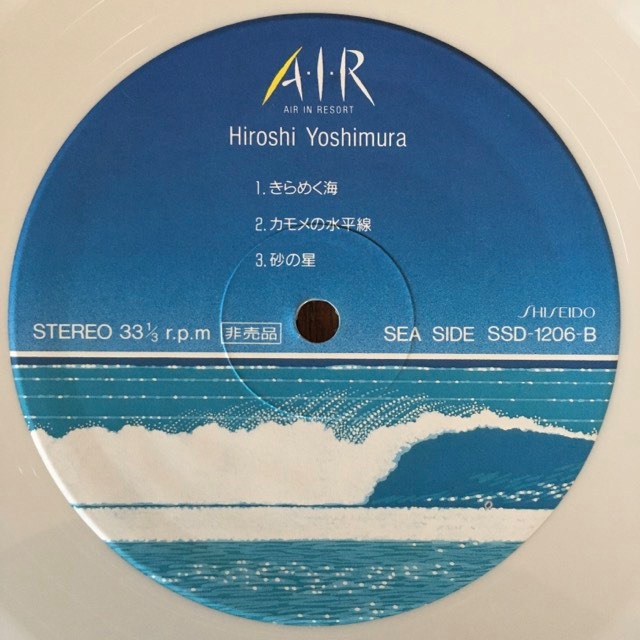 A·I·R
AIR IN RESORT
Hiroshi Yoshimura
1.きらめく海
2.カモメの水平線
3.砂の星
SHISEIDO
STEREO 33⅓ r.p.m 非売品 SEA SIDE SSD-1206-B